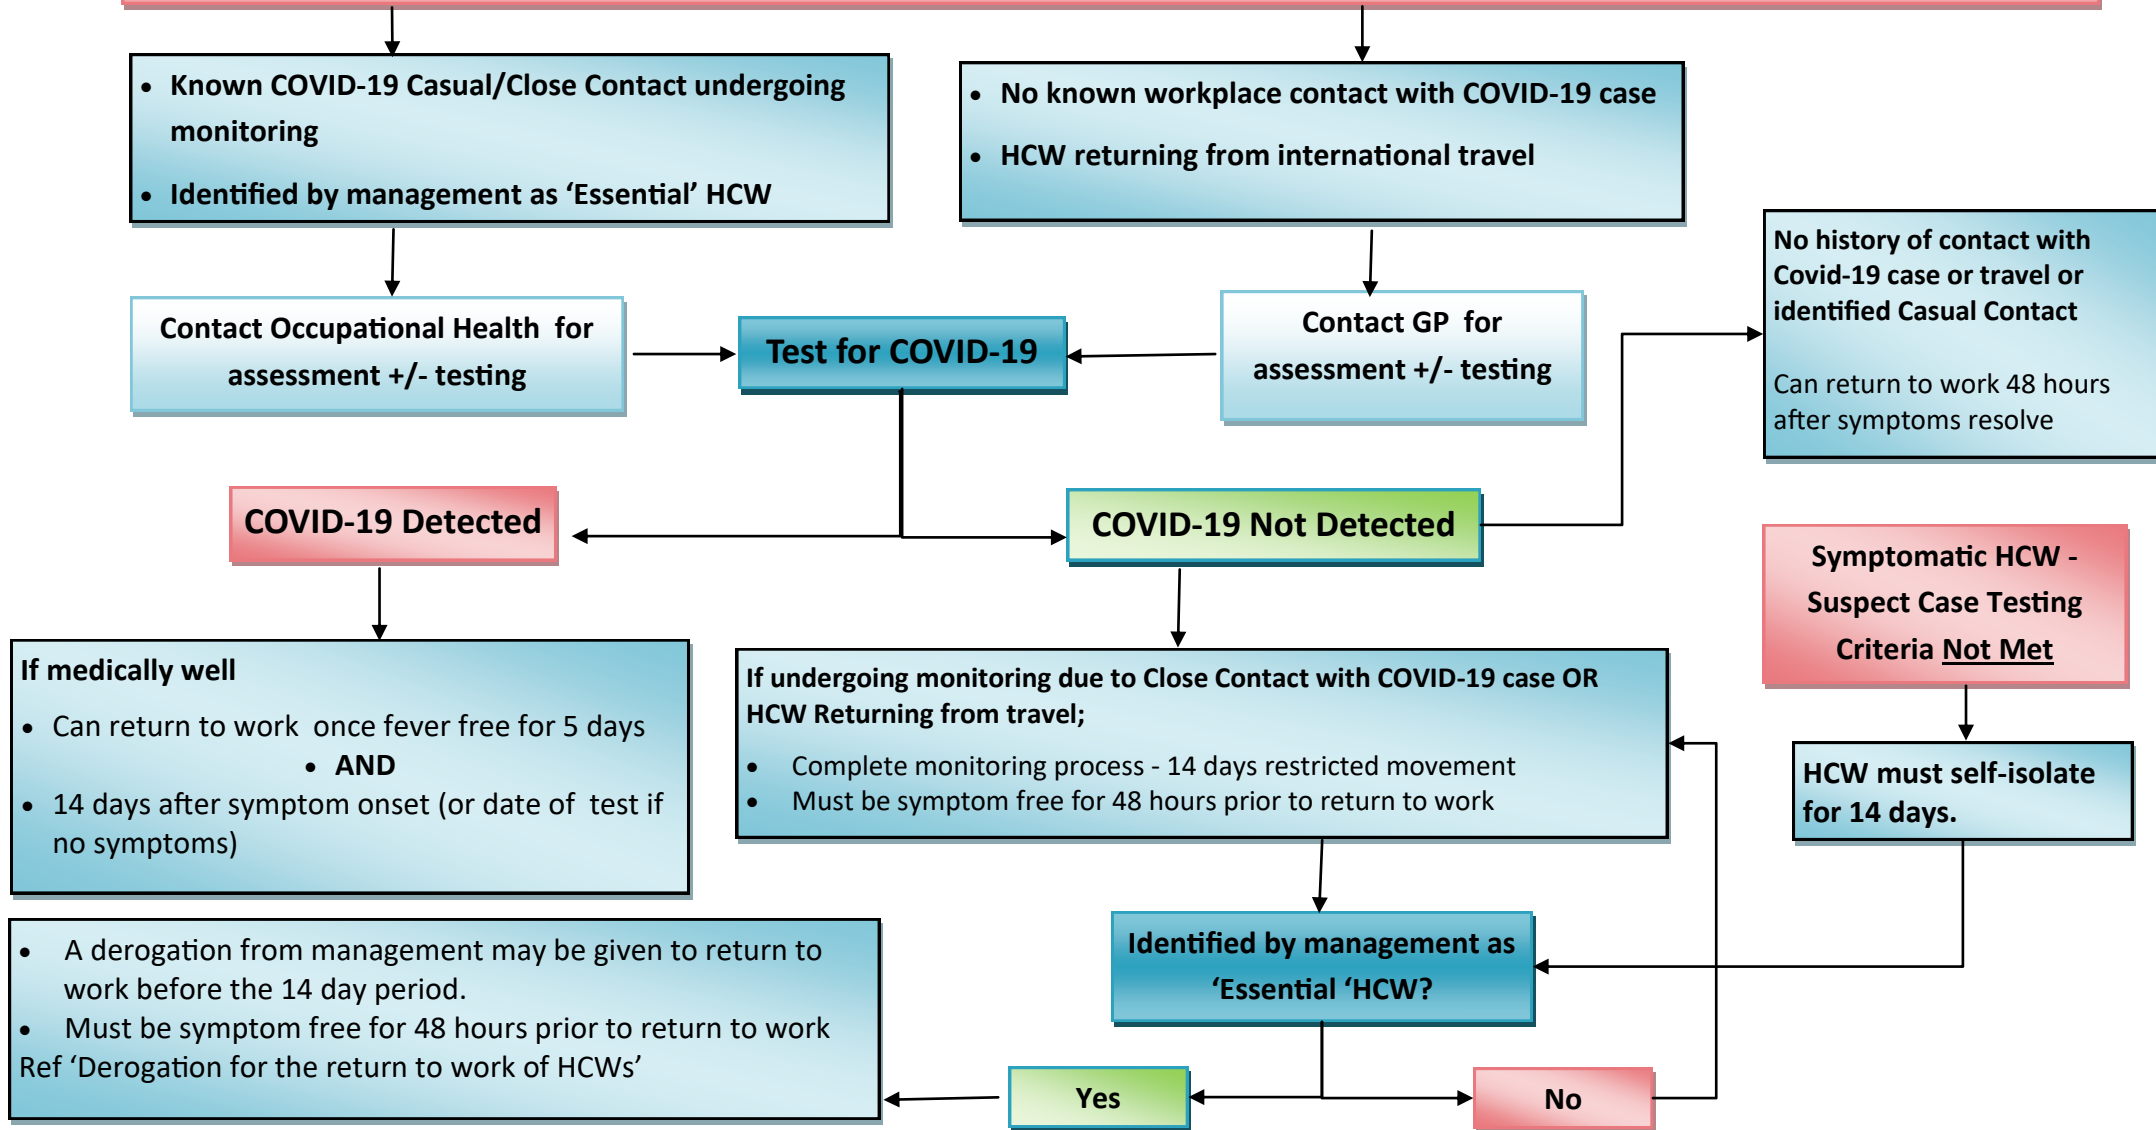 • Known COVID-19 Casual/Close Contact undergoing
monitoring
• Identified by management as ‘Essential’ HCW
• No known workplace contact with COVID-19 case
• HCW returning from international travel
No history of contact with
Covid-19 case or travel or
identified Casual Contact
Can return to work 48 hours
after symptoms resolve
Contact Occupational Health for
assessment +/- testing
Test for COVID-19
Contact GP for
assessment +/- testing
COVID-19 Detected
COVID-19 Not Detected
Symptomatic HCW -
Suspect Case Testing
Criteria Not Met
If medically well
• Can return to work once fever free for 5 days
• AND
• 14 days after symptom onset (or date of test if
no symptoms)
If undergoing monitoring due to Close Contact with COVID-19 case OR
HCW Returning from travel;
• Complete monitoring process - 14 days restricted movement
• Must be symptom free for 48 hours prior to return to work
HCW must self-isolate
for 14 days.
• A derogation from management may be given to return to
work before the 14 day period.
• Must be symptom free for 48 hours prior to return to work
Ref ‘Derogation for the return to work of HCWs’
Identified by management as
‘Essential ‘HCW?
Yes
No